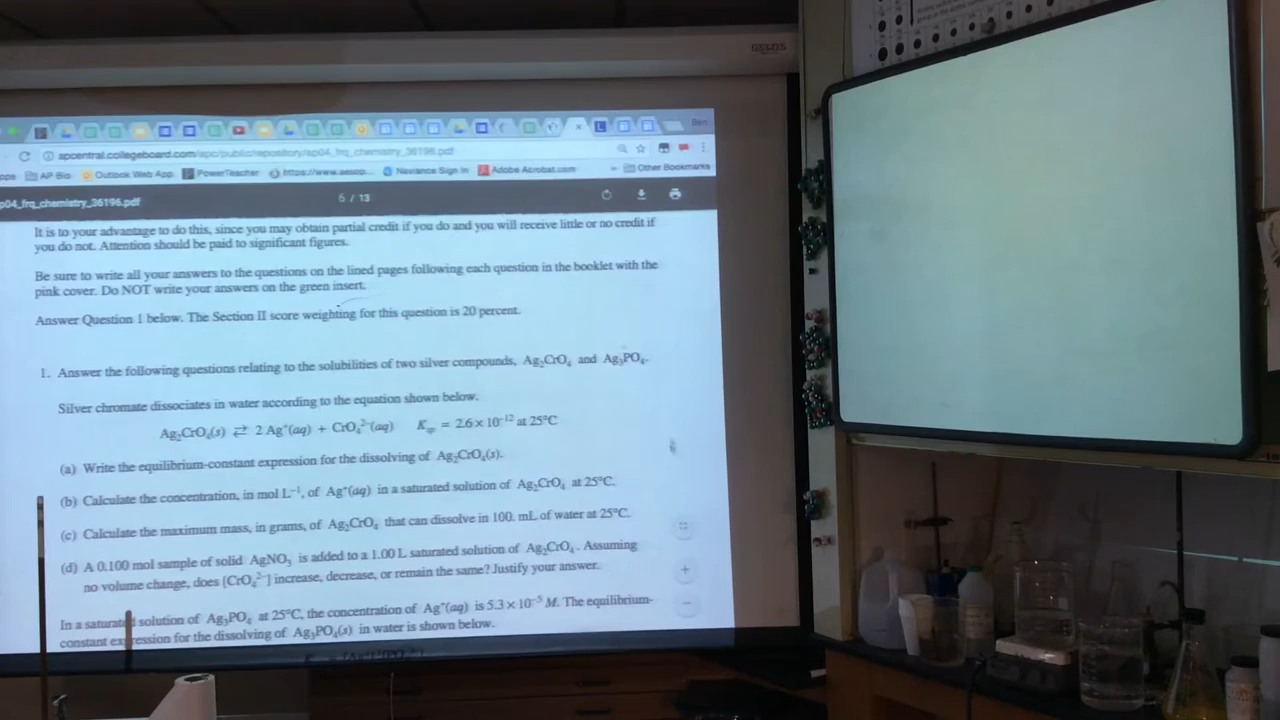 Ben
apcentral.collegeboard.com/apc/public/repository/ap04_frq_chemistry_36196.pdf
AP Bio Outlook Web App PowerTeacher https://www.aesop... Naviance Sign In Adobe Acrobat.com » Other Bookmarks
p04_frq_chemistry_36196.pdf 6 / 13
It is to your advantage to do this, since you may obtain partial credit if you do and you will receive little or no credit if
you do not. Attention should be paid to significant figures.
Be sure to write all your answers to the questions on the lined pages following each question in the booklet with the
pink cover. Do NOT write your answers on the green insert.
Answer Question 1 below. The Section II score weighting for this question is 20 percent.
1. Answer the following questions relating to the solubilities of two silver compounds, Ag₂CrO₄ and Ag₃PO₄.
Silver chromate dissociates in water according to the equation shown below.
Ag₂CrO₄(s) ⇄ 2 Ag⁺(aq) + CrO₄²⁻(aq) Kₛₚ = 2.6 × 10⁻¹² at 25°C
(a) Write the equilibrium-constant expression for the dissolving of Ag₂CrO₄(s).
(b) Calculate the concentration, in mol L⁻¹, of Ag⁺(aq) in a saturated solution of Ag₂CrO₄ at 25°C.
(c) Calculate the maximum mass, in grams, of Ag₂CrO₄ that can dissolve in 100. mL of water at 25°C.
(d) A 0.100 mol sample of solid AgNO₃ is added to a 1.00 L saturated solution of Ag₂CrO₄. Assuming
no volume change, does [CrO₄²⁻] increase, decrease, or remain the same? Justify your answer.
In a saturated solution of Ag₃PO₄ at 25°C, the concentration of Ag⁺(aq) is 5.3 × 10⁻⁵ M. The equilibrium-
constant expression for the dissolving of Ag₃PO₄(s) in water is shown below.